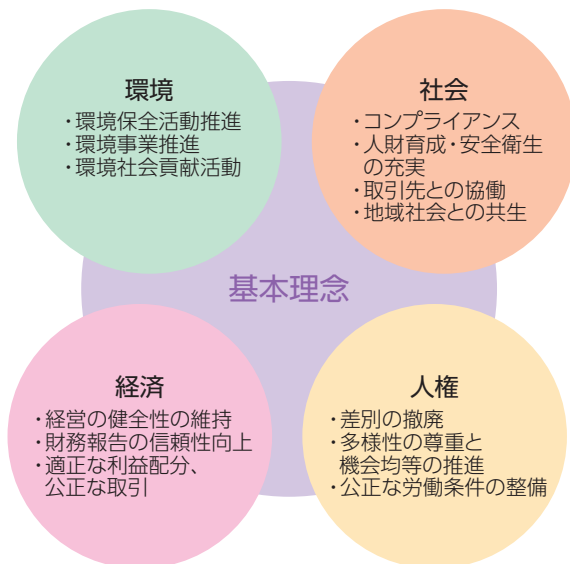 環境
・環境保全活動推進
・環境事業推進
・環境社会貢献活動
社会
・コンプライアンス
・人財育成・安全衛生
の充実
・取引先との協働
・地域社会との共生
基本理念
経済
・経営の健全性の維持
・財務報告の信頼性向上
・適正な利益配分、
公正な取引
人権
・差別の撤廃
・多様性の尊重と
機会均等の推進
・公正な労働条件の整備